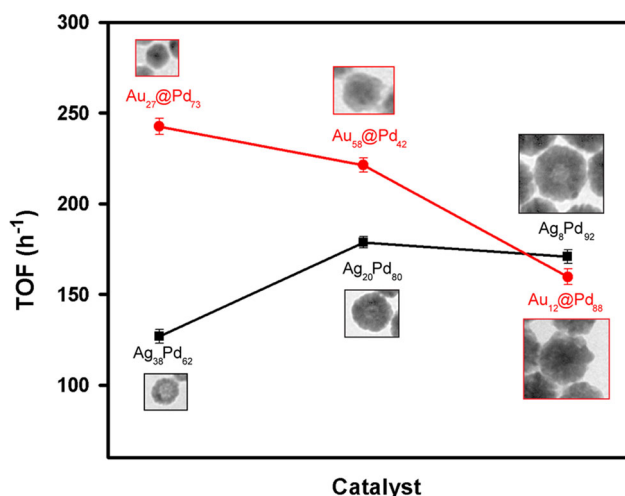 300
250
200
150
100
TOF (h⁻¹)
Au₂₇@Pd₇₃
Au₅₈@Pd₄₂
Ag₈Pd₉₂
Ag₂₀Pd₈₀
Au₁₂@Pd₈₈
Ag₃₈Pd₆₂
Catalyst